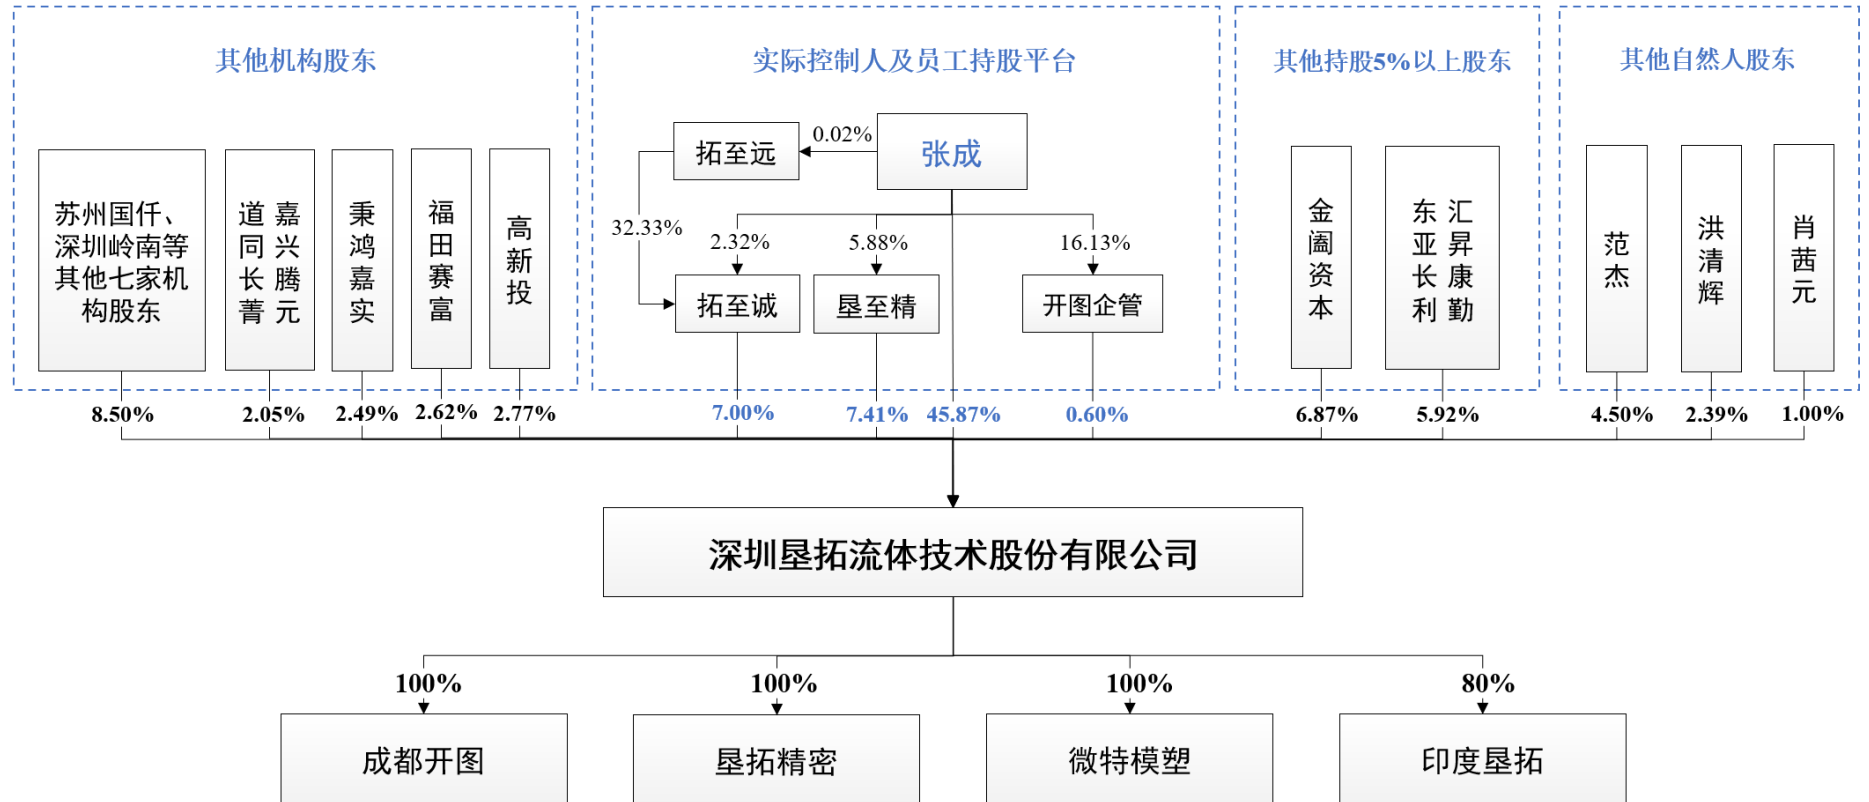 其他机构股东
实际控制人及员工持股平台
其他持股5%以上股东
其他自然人股东
苏州国仟、
深圳岭南等
其他七家机
构股东
嘉兴腾元
道同长菁
秉鸿嘉实
福田赛富
高新投
拓至远
0.02%
张成
32.33%
2.32%
5.88%
16.13%
拓至诚
垦至精
开图企管
金阖资本
汇昇康勤
东亚长利
范杰
洪清辉
肖茜元
8.50%
2.05%
2.49%
2.62%
2.77%
7.00%
7.41%
45.87%
0.60%
6.87%
5.92%
4.50%
2.39%
1.00%
深圳垦拓流体技术股份有限公司
100%
100%
100%
80%
成都开图
垦拓精密
微特模塑
印度垦拓